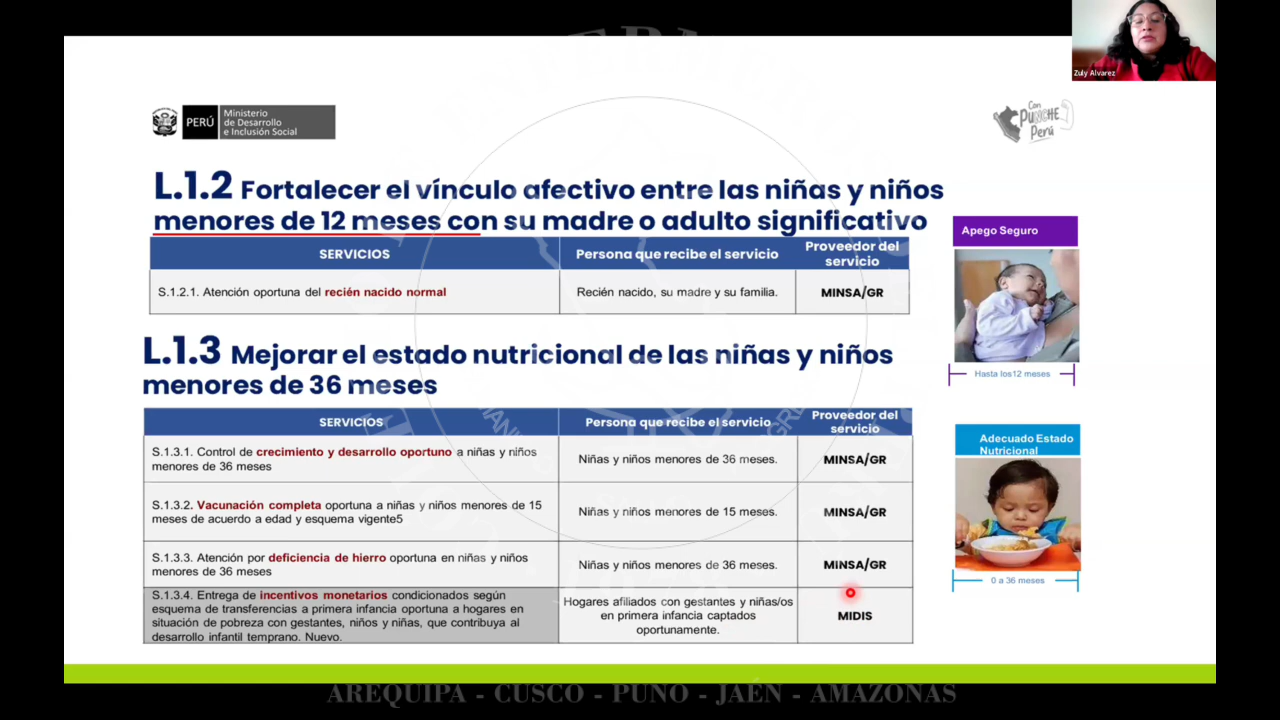 Zuly Alvarez
PERÚ
Ministerio
de Desarrollo
e Inclusión Social
Con
PUNCHE
Perú
L.1.2 Fortalecer el vínculo afectivo entre las niñas y niños
menores de 12 meses con su madre o adulto significativo
SERVICIOS
Persona que recibe el servicio
Proveedor del
servicio
S.1.2.1. Atención oportuna del recién nacido normal
Recién nacido, su madre y su familia.
MINSA/GR
Apego Seguro
Hasta los12 meses
L.1.3 Mejorar el estado nutricional de las niñas y niños
menores de 36 meses
SERVICIOS
Persona que recibe el servicio
Proveedor del
servicio
S.1.3.1. Control de crecimiento y desarrollo oportuno a niñas y niños
menores de 36 meses
Niñas y niños menores de 36 meses.
MINSA/GR
S.1.3.2. Vacunación completa oportuna a niñas y niños menores de 15
meses de acuerdo a edad y esquema vigente5
Niñas y niños menores de 15 meses.
MINSA/GR
S.1.3.3. Atención por deficiencia de hierro oportuna en niñas y niños
menores de 36 meses
Niñas y niños menores de 36 meses.
MINSA/GR
S.1.3.4. Entrega de incentivos monetarios condicionados según
esquema de transferencias a primera infancia oportuna a hogares en
situación de pobreza con gestantes, niños y niñas, que contribuya al
desarrollo infantil temprano. Nuevo.
Hogares afiliados con gestantes y niñas/os
en primera infancia captados
oportunamente.
MIDIS
Adecuado Estado
Nutricional
0 a 36 meses
AREQUIPA - CUSCO - PUNO - JAÉN - AMAZONAS